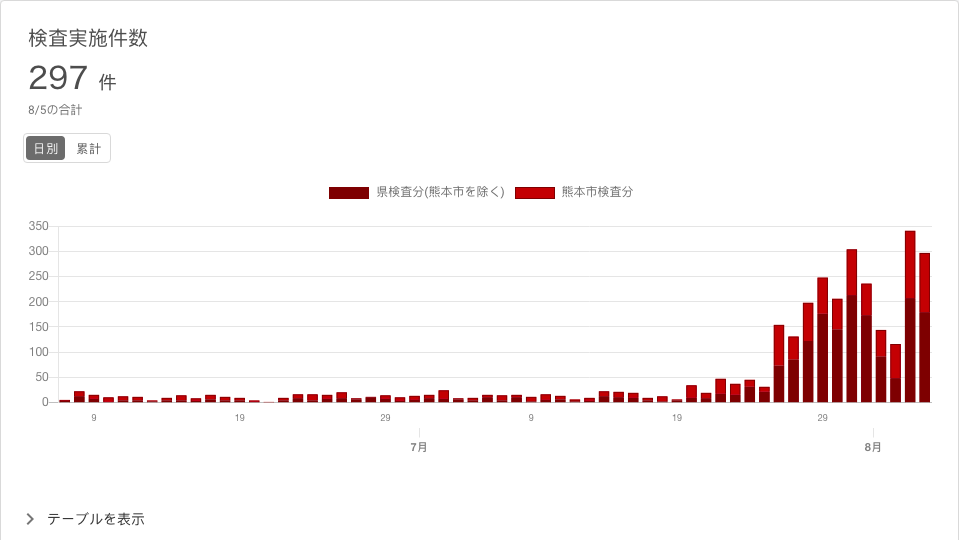 検査実施件数
297 件
8/5の合計
日別 累計
県検査分(熊本市を除く) 熊本市検査分
350
300
250
200
150
100
50
0
9 19 29 9 19 29
7月 8月
テーブルを表示